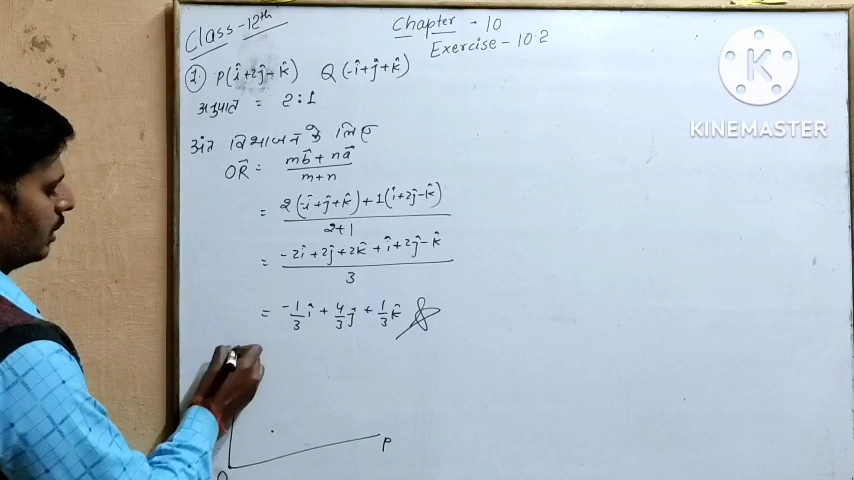 Class-12th
Chapter - 10
Exercise - 10.2
1. P(î+2ĵ-k̂) Q(-î+ĵ+k̂)
अनुपात = 2:1
अंत विभाजन के लिए
OR⃗ = mb⃗ + na⃗ / m+n
= 2(-î+ĵ+k̂)+1(î+2ĵ-k̂) / 2+1
= -2î+2ĵ+2k̂+î+2ĵ-k̂ / 3
= -1/3 î + 4/3 ĵ + 1/3 k̂
P
O
K
KINEMASTER